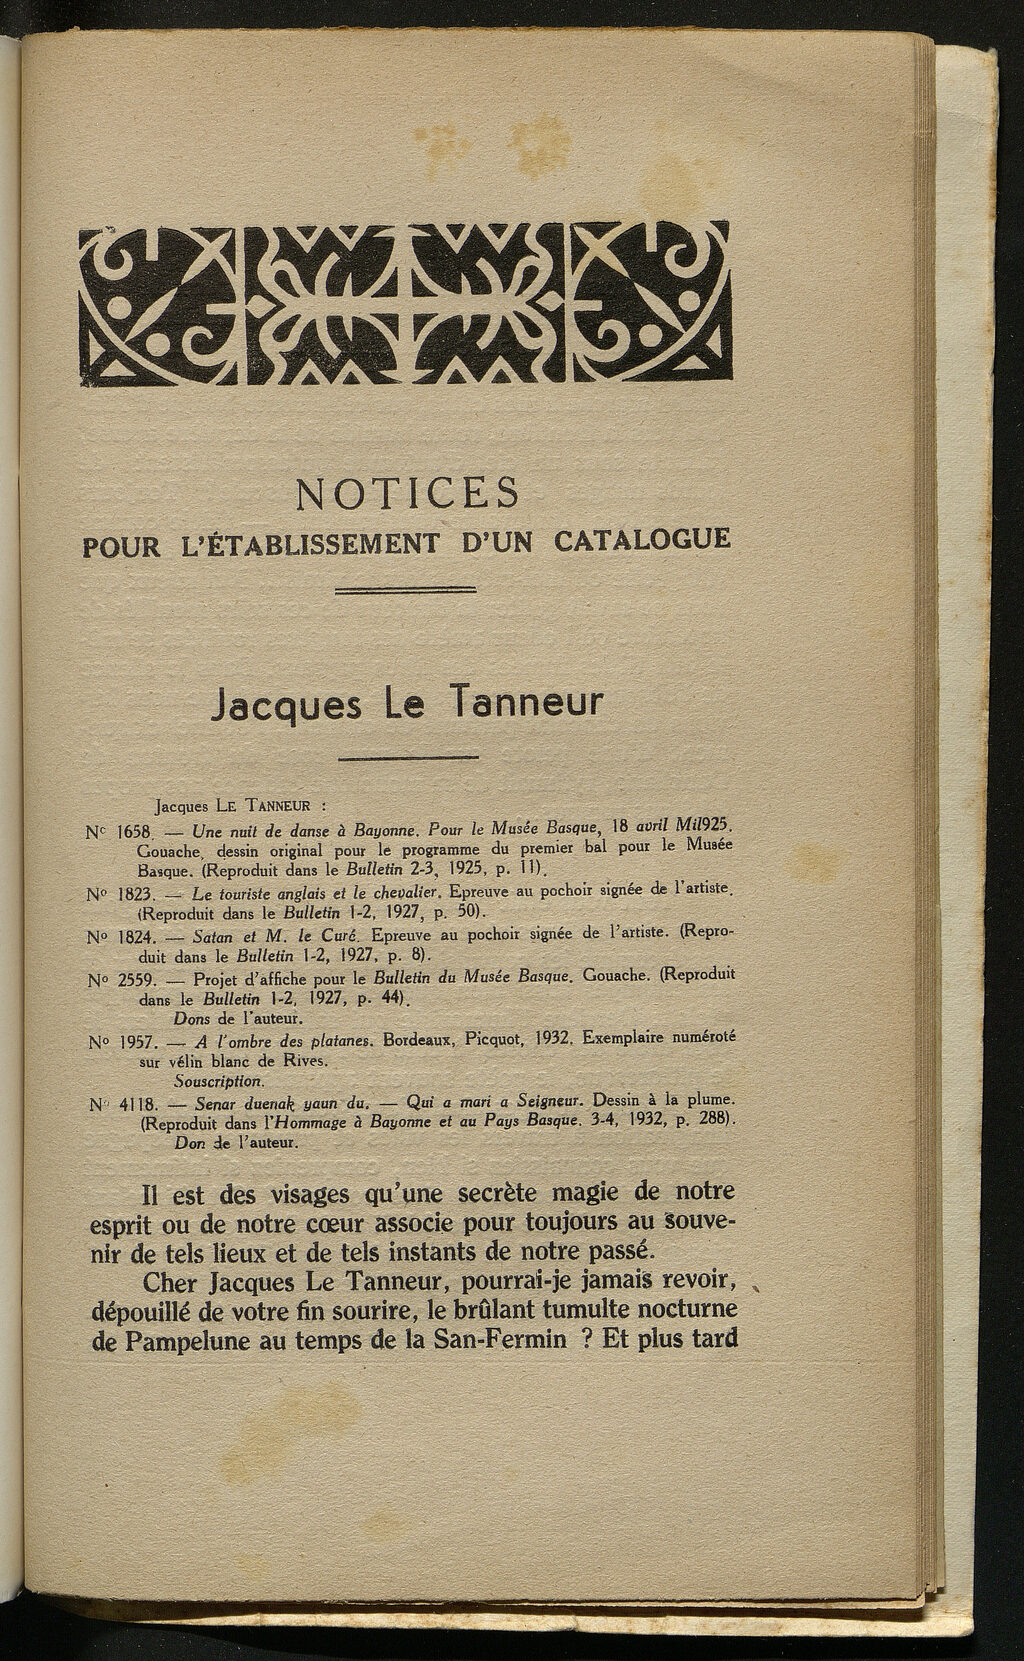 NOTICES
POUR L'ÉTABLISSEMENT D'UN CATALOGUE
Jacques Le Tanneur
Jacques LE TANNEUR :
Nº 1658. — Une nuit de danse à Bayonne. Pour le Musée Basque, 18 avril Mil925.
Gouache, dessin original pour le programme du premier bal pour le Musée
Basque. (Reproduit dans le Bulletin 2-3, 1925, p. 11).
Nº 1823. — Le touriste anglais et le chevalier. Epreuve au pochoir signée de l'artiste.
(Reproduit dans le Bulletin 1-2, 1927, p. 50).
Nº 1824. — Satan et M. le Curé. Epreuve au pochoir signée de l'artiste. (Repro-
duit dans le Bulletin 1-2, 1927, p. 8).
Nº 2559. — Projet d'affiche pour le Bulletin du Musée Basque. Gouache. (Reproduit
dans le Bulletin 1-2, 1927, p. 44).
Dons de l'auteur.
Nº 1957. — A l'ombre des platanes. Bordeaux, Picquot, 1932. Exemplaire numéroté
sur vélin blanc de Rives.
Souscription.
Nº 4118. — Senar duenak yaun du. — Qui a mari a Seigneur. Dessin à la plume.
(Reproduit dans l'Hommage à Bayonne et au Pays Basque. 3-4, 1932, p. 288).
Don de l'auteur.
Il est des visages qu'une secrète magie de notre
esprit ou de notre cœur associe pour toujours au souve-
nir de tels lieux et de tels instants de notre passé.
Cher Jacques Le Tanneur, pourrai-je jamais revoir,
dépouillé de votre fin sourire, le brûlant tumulte nocturne
de Pampelune au temps de la San-Fermin ? Et plus tard